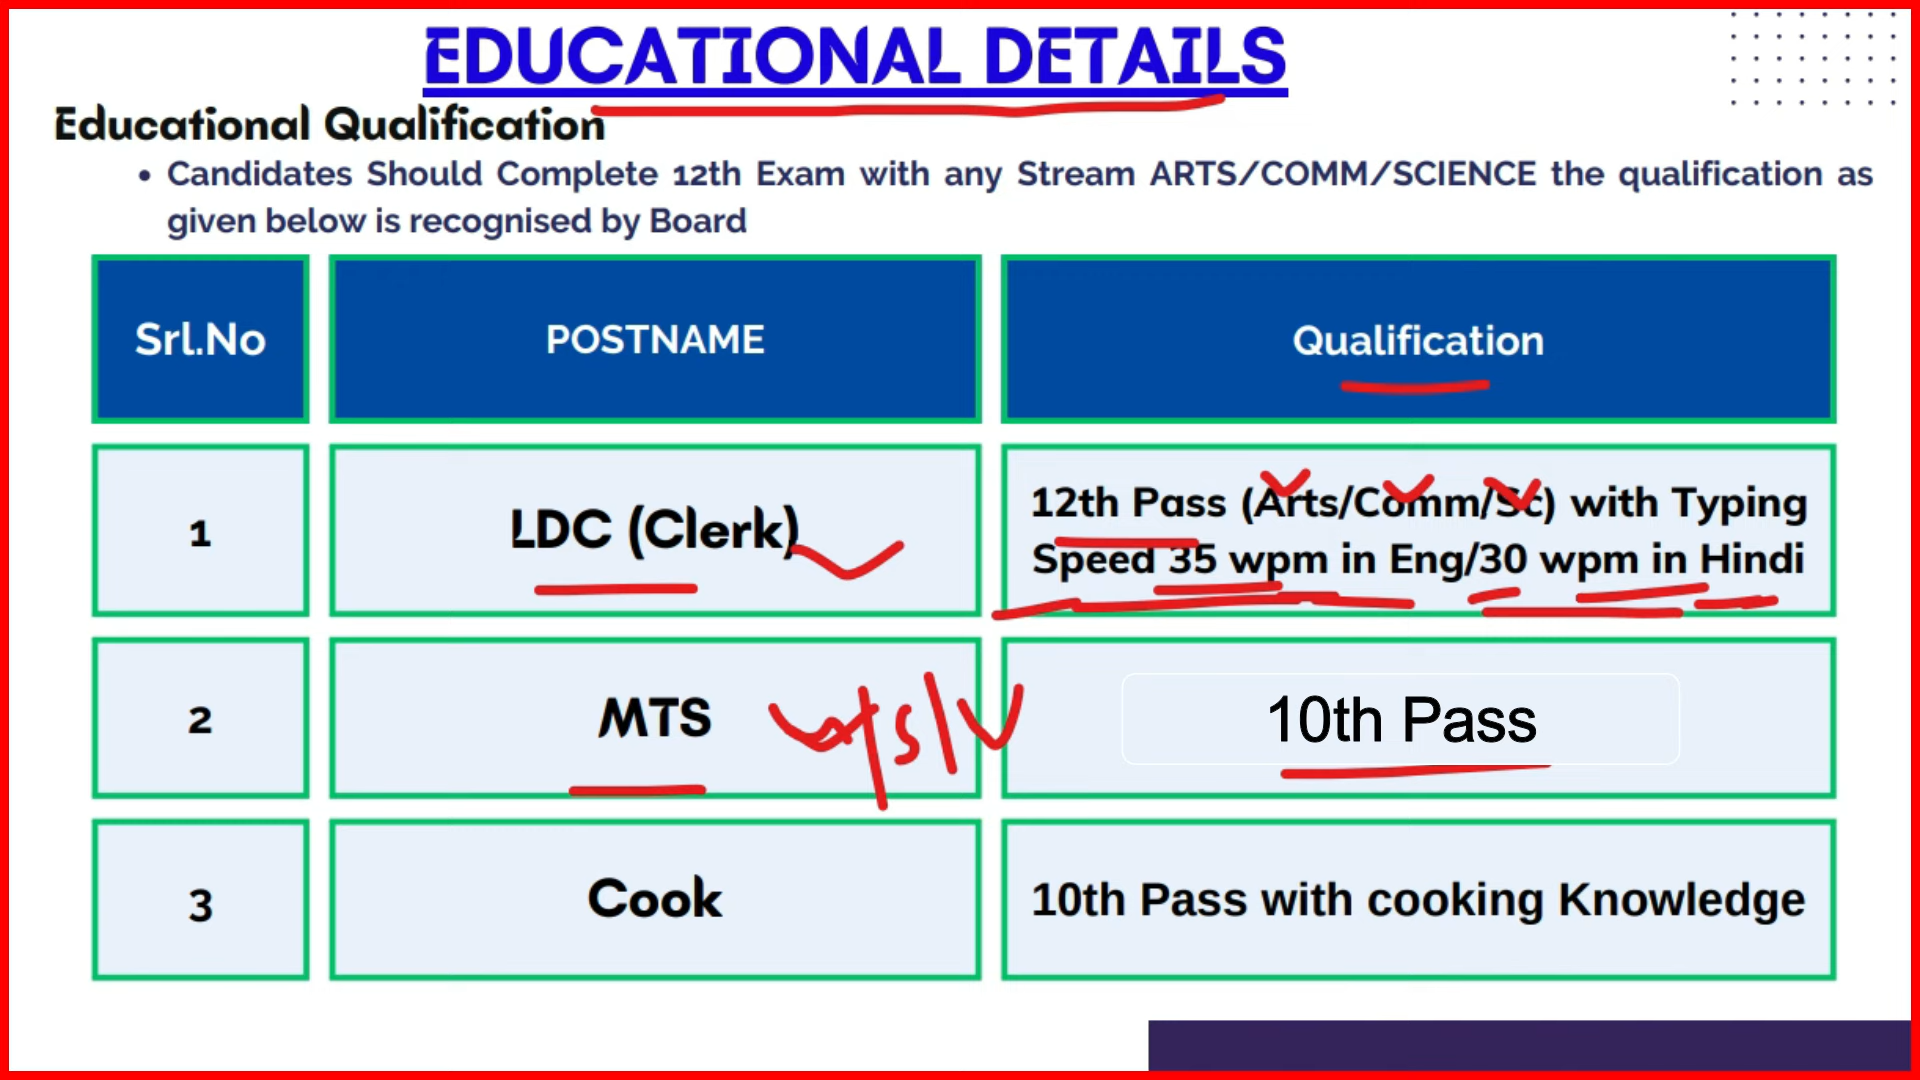 EDUCATIONAL DETAILS
Educational Qualification
• Candidates Should Complete 12th Exam with any Stream ARTS/COMM/SCIENCE the qualification as
given below is recognised by Board
Srl.No POSTNAME Qualification
1 LDC (Clerk) 12th Pass (Arts/Comm/Sc) with Typing
Speed 35 wpm in Eng/30 wpm in Hindi
2 MTS 10th Pass
3 Cook 10th Pass with cooking Knowledge